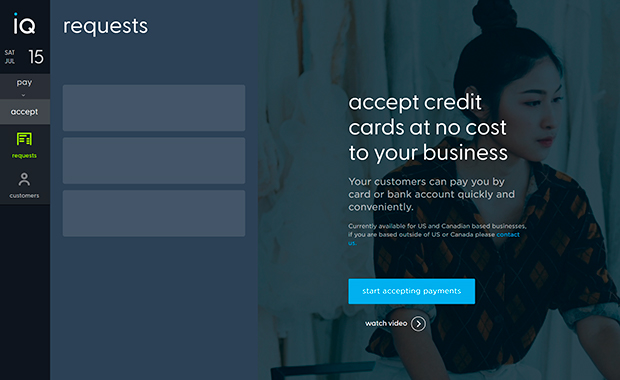 iQ
SAT
JUL
15
pay
accept
requests
customers
requests
accept credit
cards at no cost
to your business
Your customers can pay you by
card or bank account quickly and
conveniently.
Currently available for US and Canadian based businesses,
if you are based outside of US or Canada please contact
us.
start accepting payments
watch video